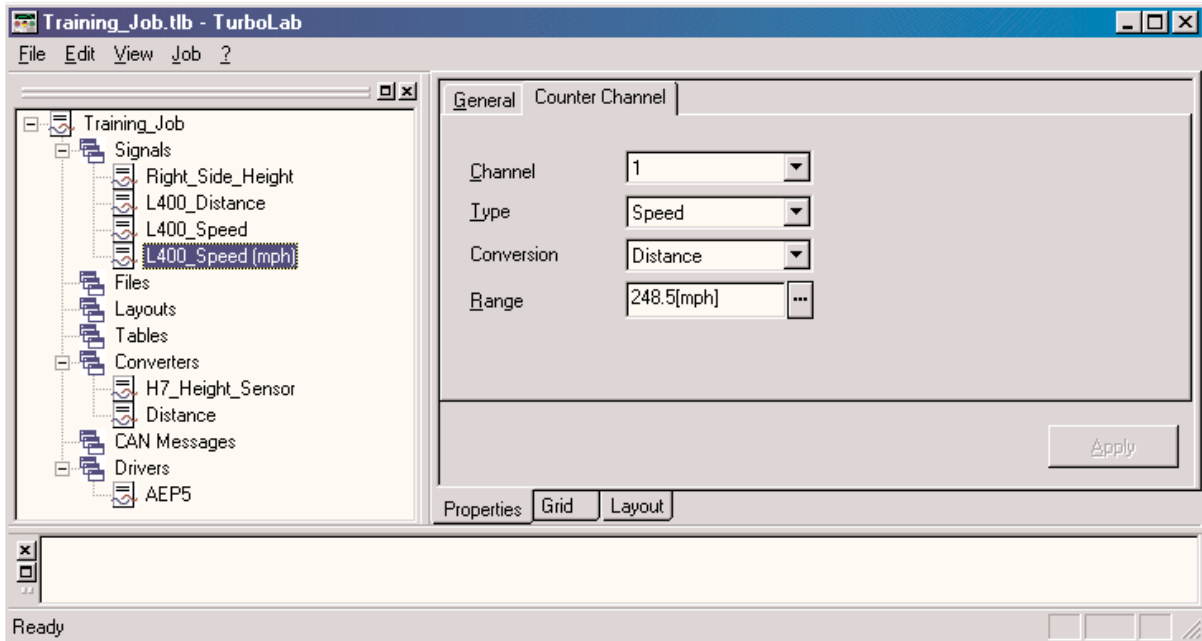 Training_Job.tlb - TurboLab
File Edit View Job ?
Training_Job
Signals
Right_Side_Height
L400_Distance
L400_Speed
L400_Speed (mph)
Files
Layouts
Tables
Converters
H7_Height_Sensor
Distance
CAN Messages
Drivers
AEP5
General Counter Channel
Channel 1
Type Speed
Conversion Distance
Range 248.5[mph] ...
Apply
Properties Grid Layout
Ready